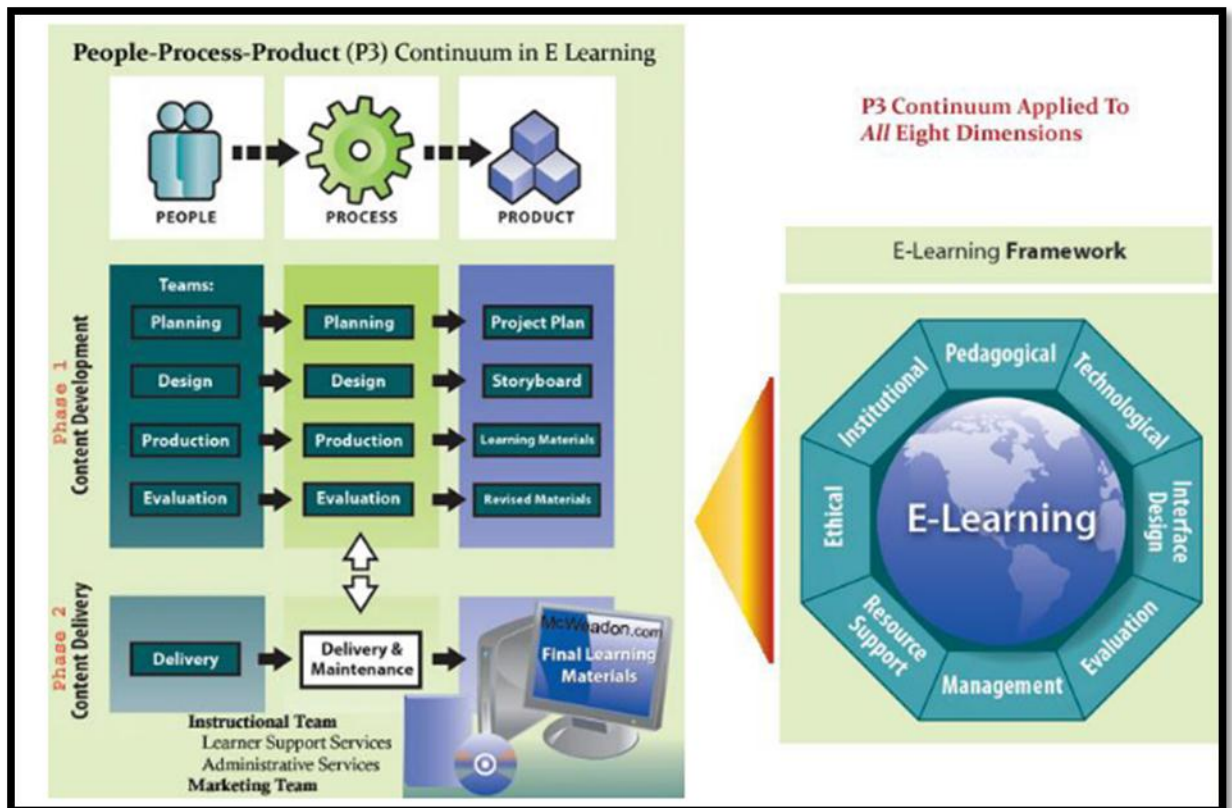 People-Process-Product (P3) Continuum in E Learning
PEOPLE
PROCESS
PRODUCT
Phase 1
Content Development
Teams:
Planning
Planning
Project Plan
Design
Design
Storyboard
Production
Production
Learning Materials
Evaluation
Evaluation
Revised Materials
Phase 2
Content Delivery
Delivery
Delivery &
Maintenance
McWeadon.com
Final Learning
Materials
Instructional Team
Learner Support Services
Administrative Services
Marketing Team
P3 Continuum Applied To
All Eight Dimensions
E-Learning Framework
Pedagogical
Technological
Interface
Design
Evaluation
Management
Resource
Support
Ethical
Institutional
E-Learning